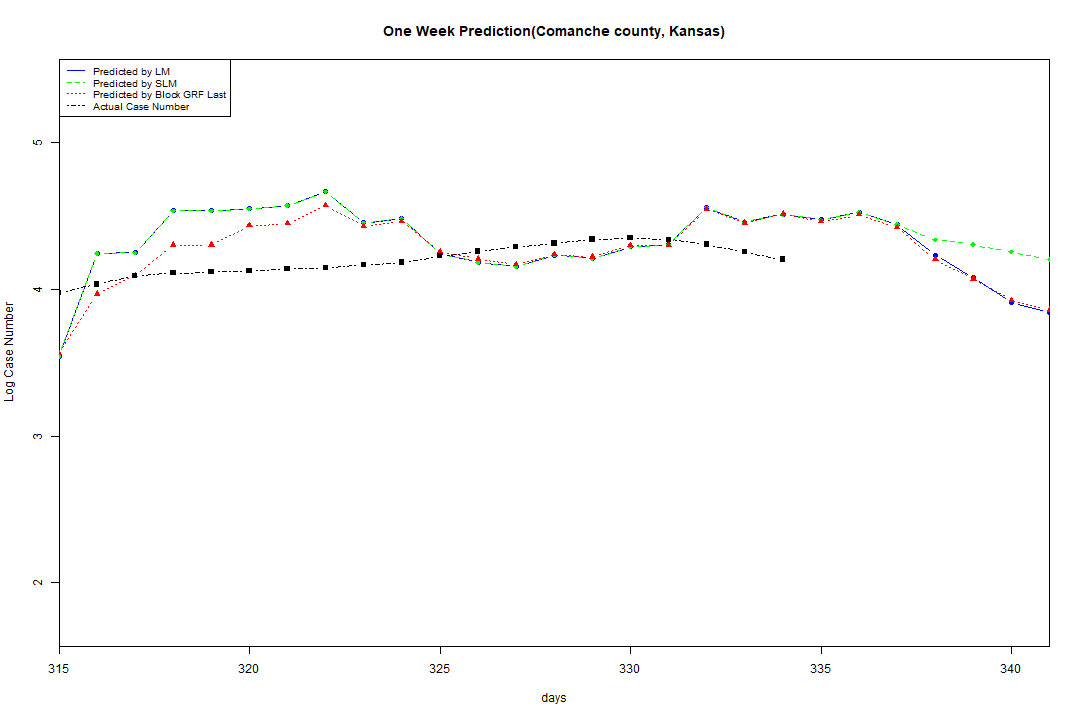 One Week Prediction(Comanche county, Kansas)
Predicted by LM
Predicted by SLM
Predicted by Block GRF Last
Actual Case Number
5
4
3
2
Log Case Number
315 320 325 330 335 340
days